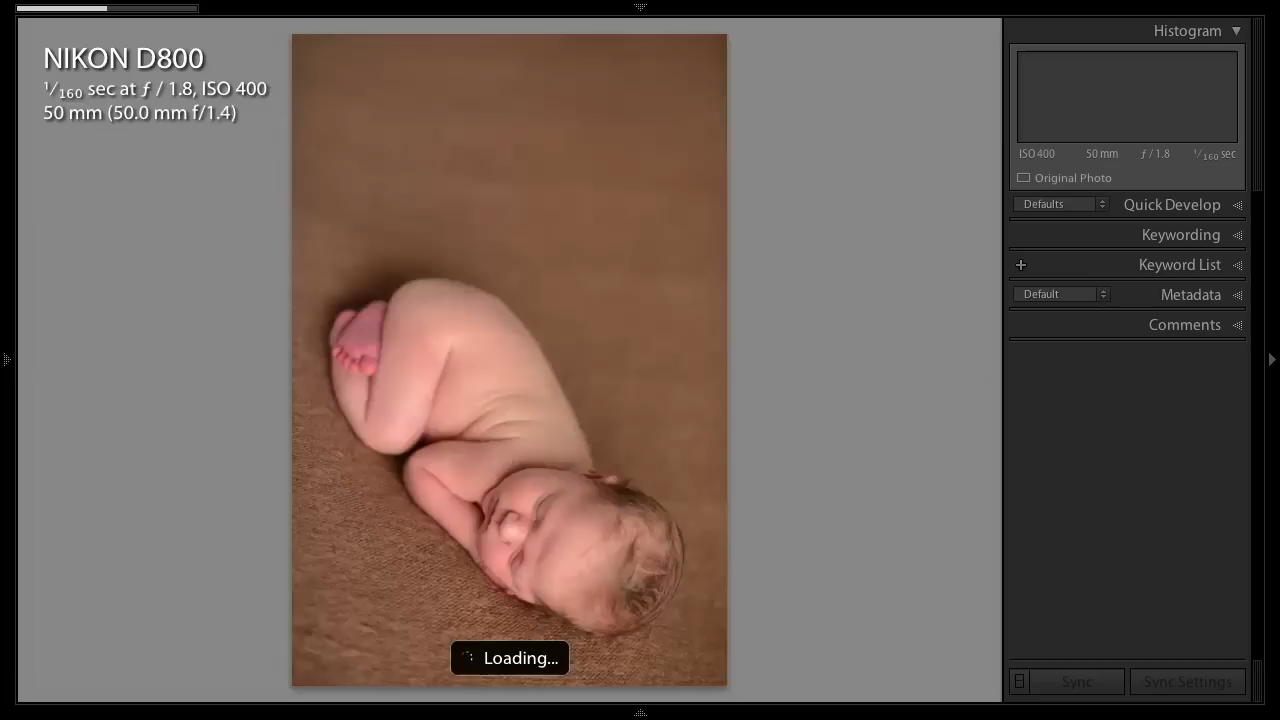 NIKON D800
1/160 sec at ƒ / 1.8, ISO 400
50 mm (50.0 mm f/1.4)
Loading...
Histogram
ISO 400 50 mm ƒ / 1.8 1/160 sec
Original Photo
Defaults Quick Develop
Keywording
Keyword List
Default Metadata
Comments
Sync Sync Settings